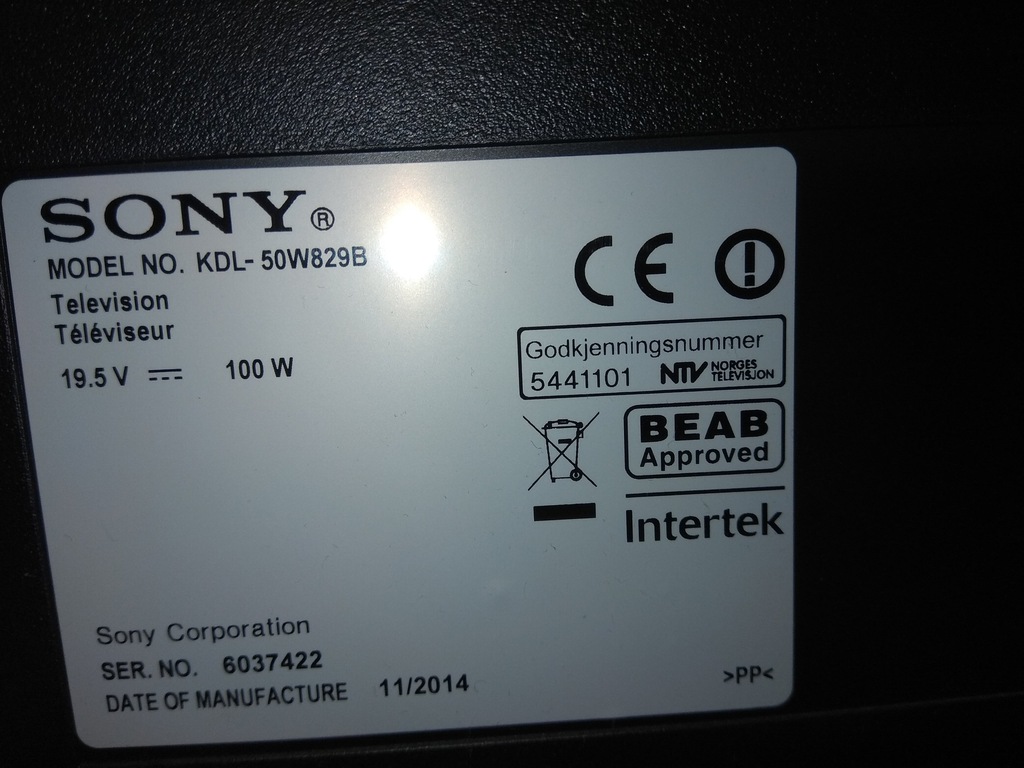 SONY®
MODEL NO. KDL-50W829B
Television
Téléviseur
19.5 V 100 W
CE
Godkjenningsnummer
5441101 NTV NORGES TELEVISJON
BEAB
Approved
Intertek
Sony Corporation
SER. NO. 6037422
DATE OF MANUFACTURE 11/2014
>PP<